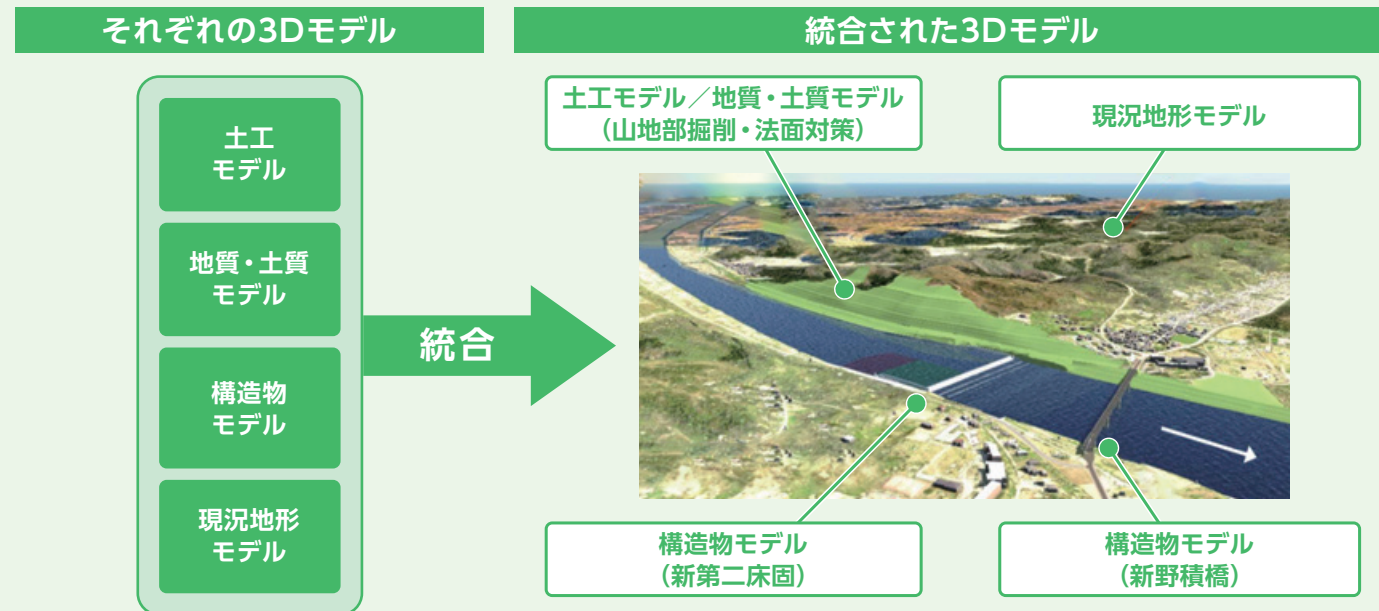 それぞれの3Dモデル
土工
モデル
地質・土質
モデル
構造物
モデル
現況地形
モデル
統合
統合された3Dモデル
土工モデル／地質・土質モデル
（山地部掘削・法面対策）
現況地形モデル
構造物モデル
（新第二床固）
構造物モデル
（新野積橋）